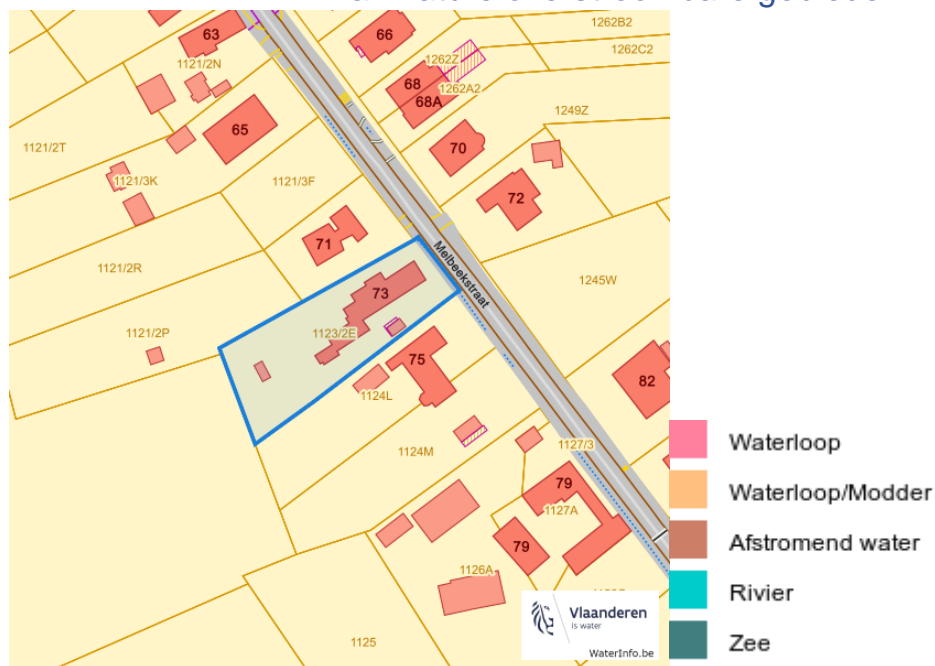 63
66
1262B2
1121/2N
1262Z
1262C2
68
1262A2
68A
1249Z
65
70
1121/2T
1121/3K
1121/3F
72
71
Melbeekstraat
1121/2R
73
1245W
1121/2P
1123/2E
75
82
1124L
1124M
1127/3
79
1127A
79
1126A
1125
Vlaanderen
is water
WaterInfo.be
Waterloop
Waterloop/Modder
Afstromend water
Rivier
Zee